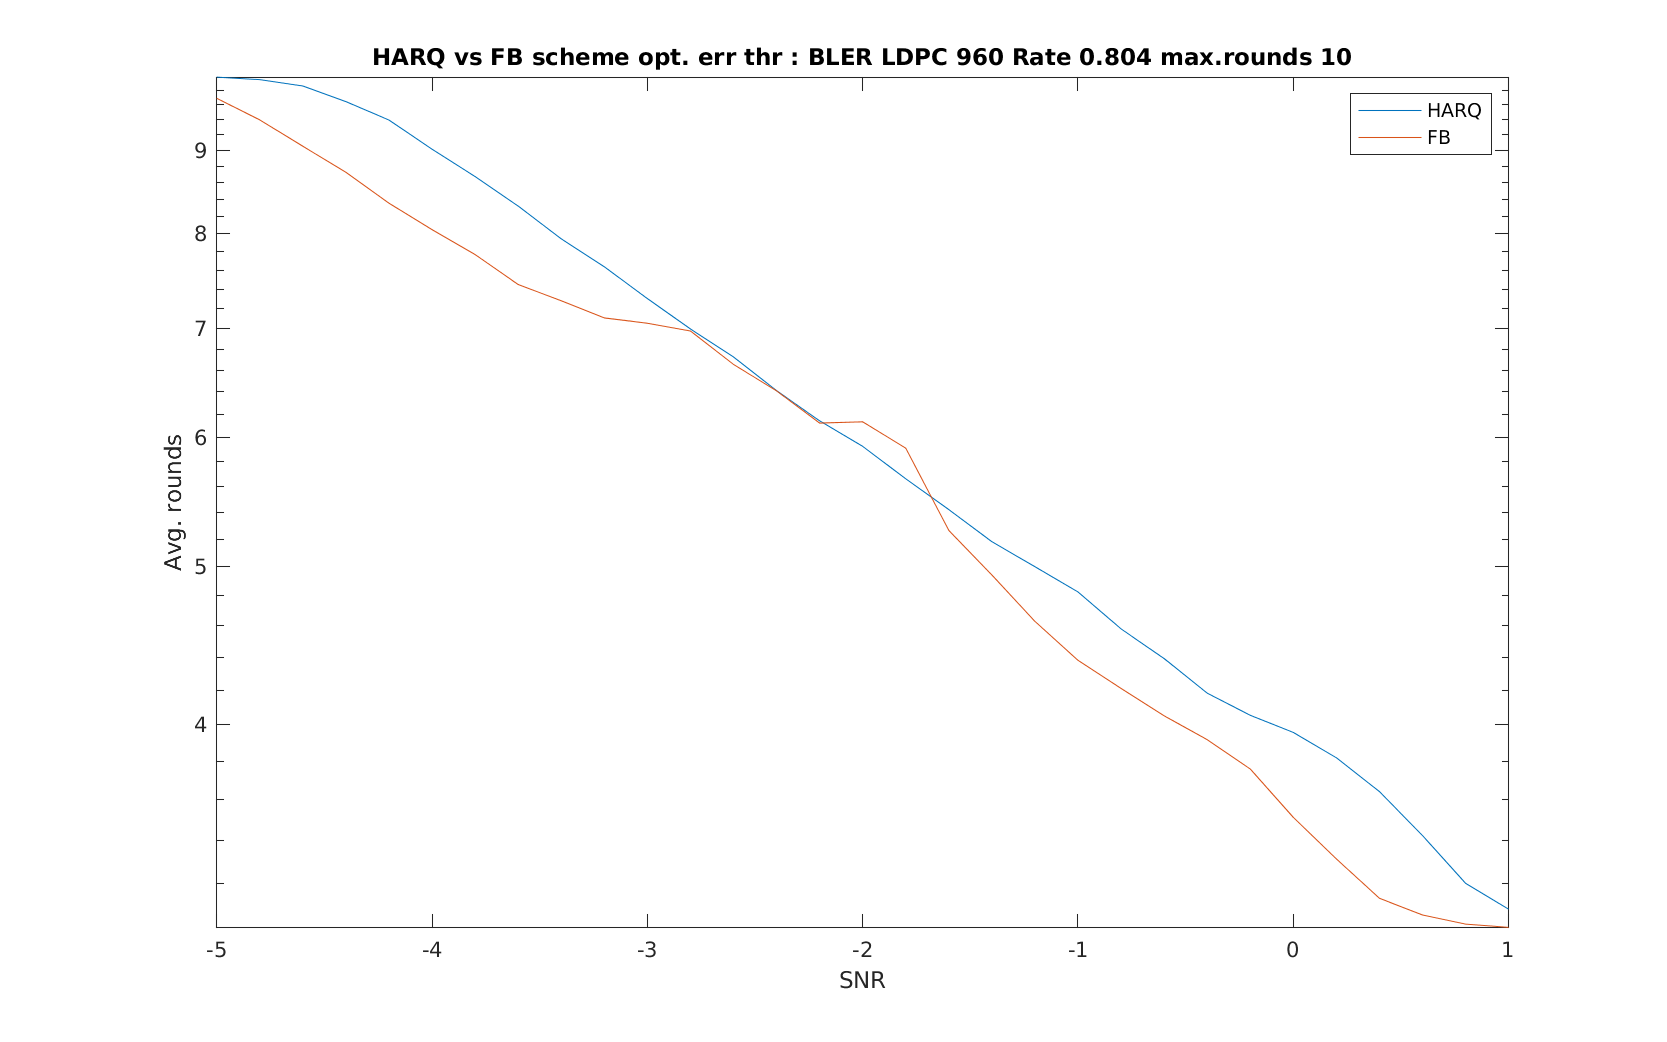 HARQ vs FB scheme opt. err thr : BLER LDPC 960 Rate 0.804 max.rounds 10
HARQ
FB
9
8
7
6
5
4
Avg. rounds
-5 -4 -3 -2 -1 0 1
SNR